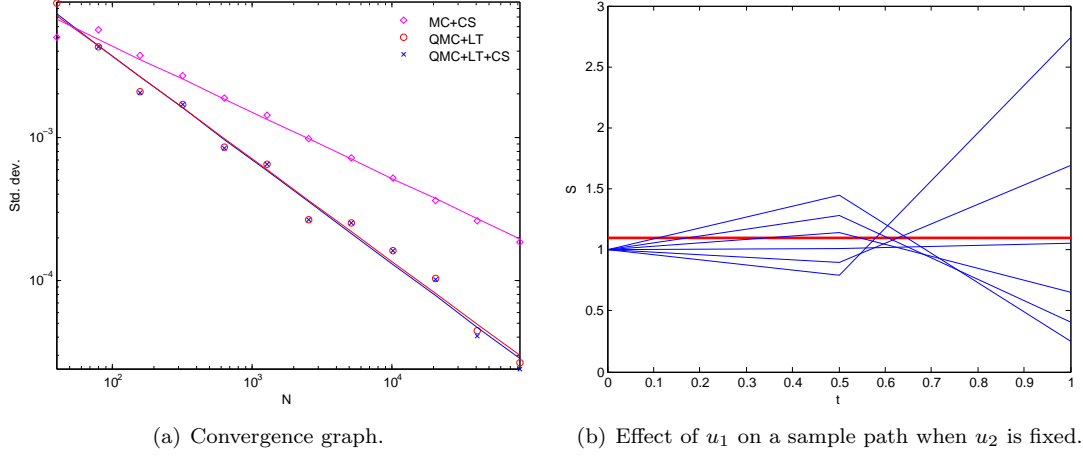 MC+CS
QMC+LT
QMC+LT+CS
10^-3
10^-4
Std. dev.
10^2
10^3
10^4
N
(a) Convergence graph.
3
2.5
2
1.5
1
0.5
0
S
0 0.1 0.2 0.3 0.4 0.5 0.6 0.7 0.8 0.9 1
t
(b) Effect of u_1 on a sample path when u_2 is fixed.